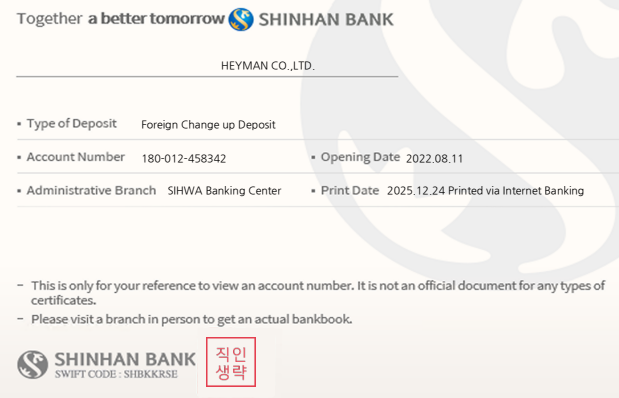 Together a better tomorrow SHINHAN BANK
HEYMAN CO.,LTD.
▪ Type of Deposit Foreign Change up Deposit
▪ Account Number 180-012-458342 ▪ Opening Date 2022.08.11
▪ Administrative Branch SIHWA Banking Center ▪ Print Date 2025.12.24 Printed via Internet Banking
– This is only for your reference to view an account number. It is not an official document for any types of
certificates.
– Please visit a branch in person to get an actual bankbook.
SHINHAN BANK
SWIFT CODE : SHBKKRSE
직인
생략